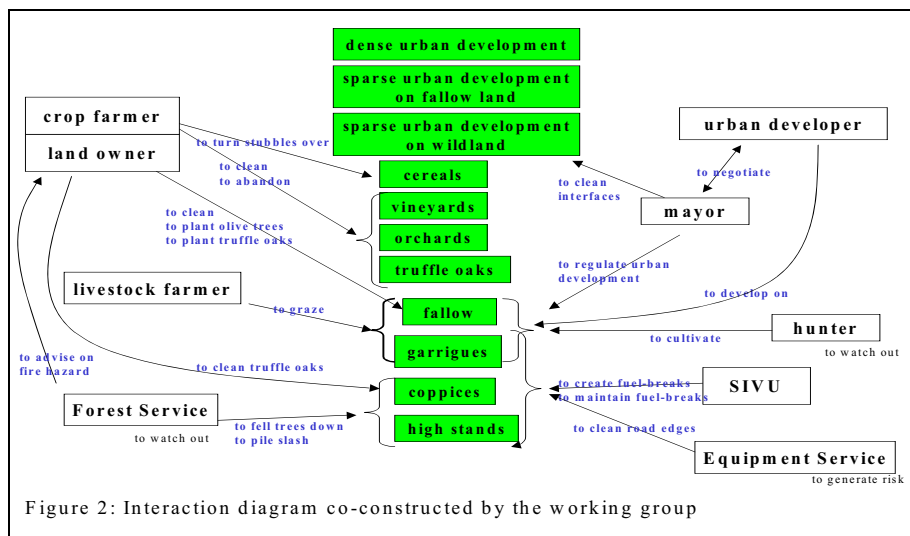 dense urban development
sparse urban development
on fallow land
sparse urban development
on wildland
crop farmer
land owner
urban developer
to turn stubbles over
to clean
to abandon
cereals
to negotiate
to clean
interfaces
mayor
vineyards
to clean
to plant olive trees
to plant truffle oaks
orchards
truffle oaks
to regulate urban
development
livestock farmer
to graze
fallow
to develop on
hunter
to watch out
to cultivate
garrigues
to advise on
fire hazard
to clean truffle oaks
coppices
to create fuel-breaks
to maintain fuel-breaks
SIVU
Forest Service
to watch out
to fell trees down
to pile slash
high stands
to clean road edges
Equipment Service
to generate risk
Figure 2: Interaction diagram co-constructed by the working group